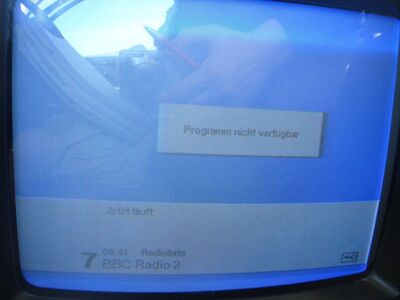 Programm nicht verfügbar
Jetzt läuft:
06:41 Radioliste
7 BBC Radio 2